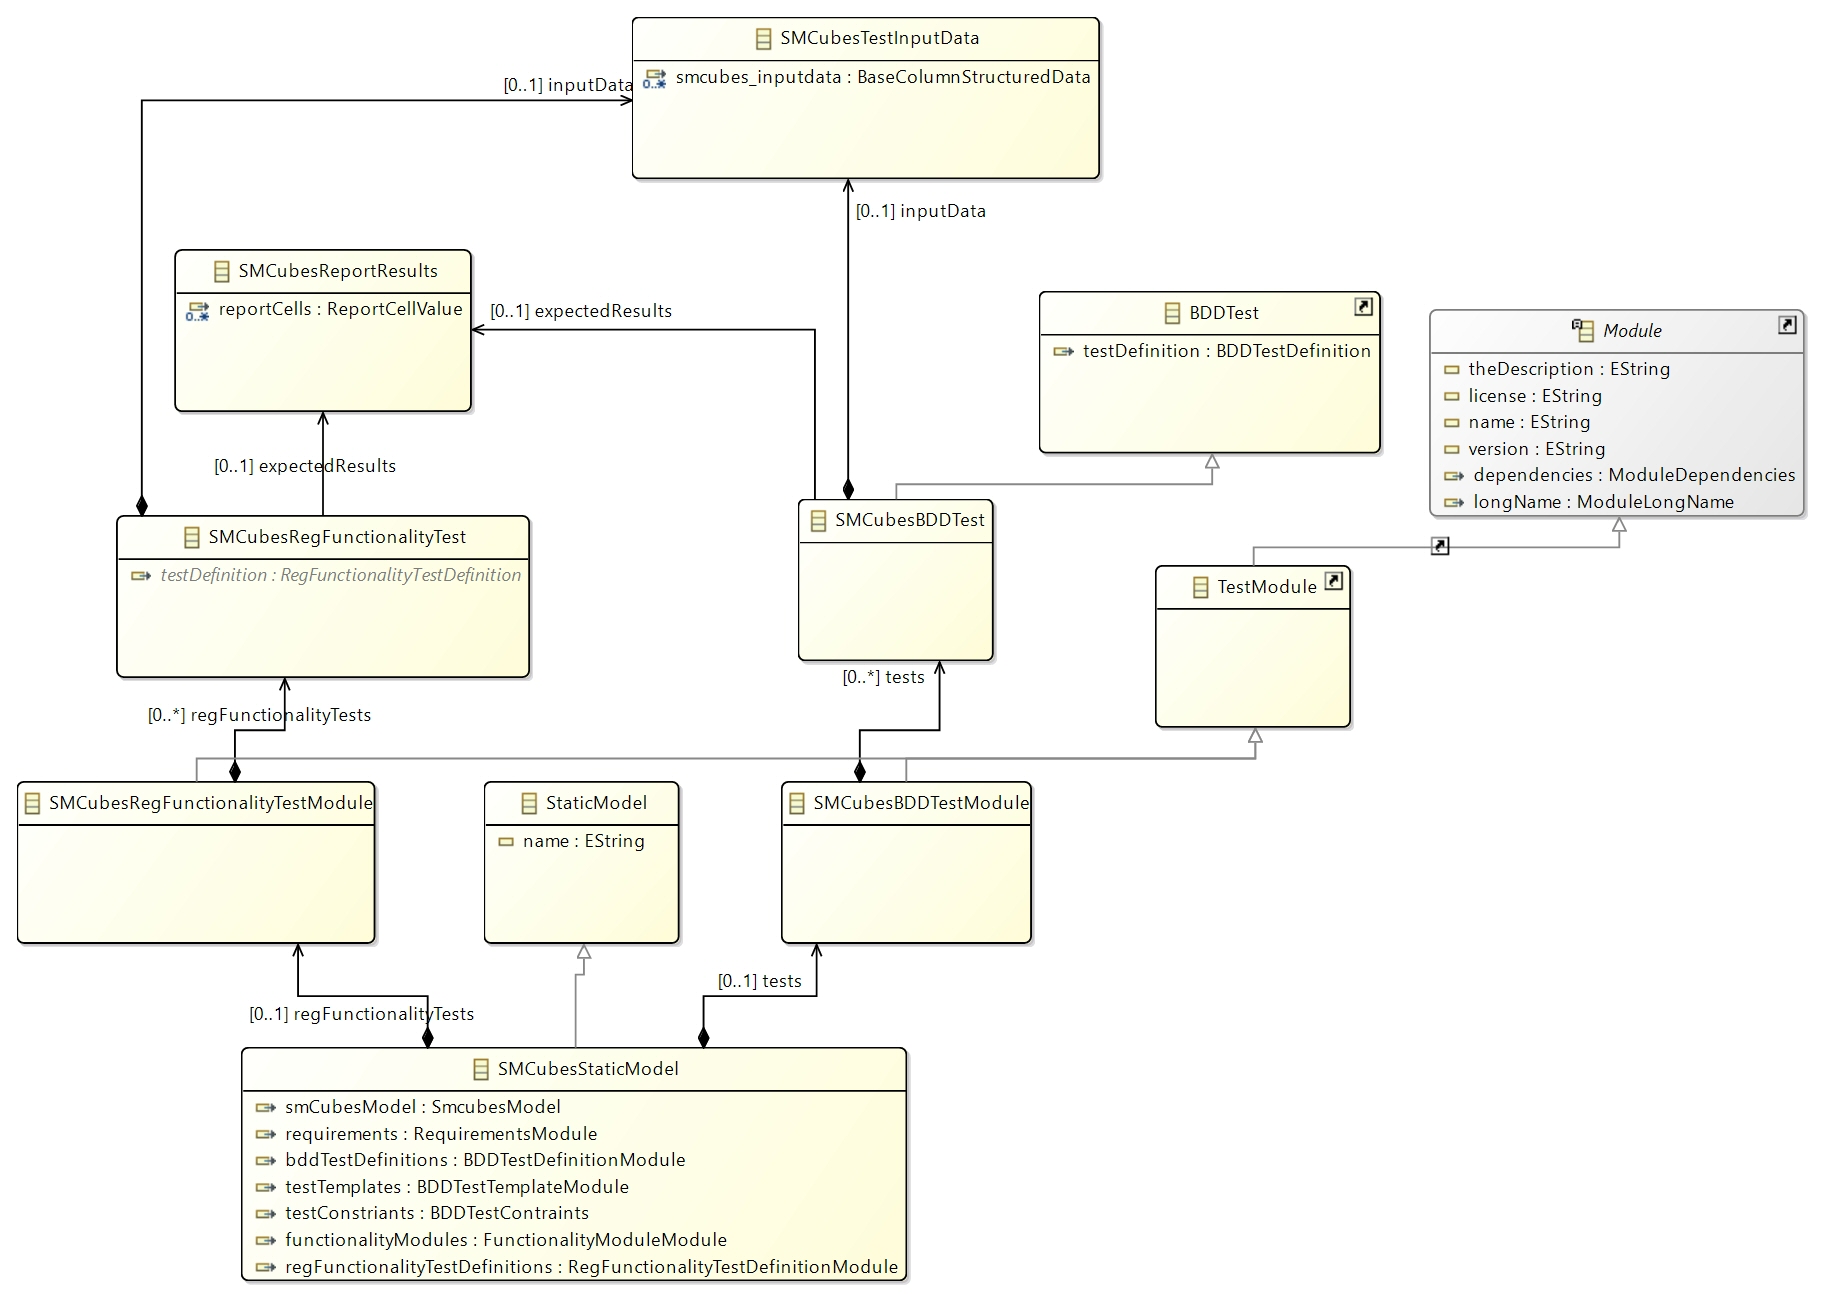 SMCubesTestInputData
smcubes_inputdata : BaseColumnStructuredData
0..*
[0..1] inputData
[0..1] inputData
SMCubesReportResults
reportCells : ReportCellValue
0..*
[0..1] expectedResults
BDDTest
testDefinition : BDDTestDefinition
Module
theDescription : EString
license : EString
name : EString
version : EString
dependencies : ModuleDependencies
longName : ModuleLongName
[0..1] expectedResults
SMCubesRegFunctionalityTest
testDefinition : RegFunctionalityTestDefinition
SMCubesBDDTest
TestModule
[0..*] tests
[0..*] regFunctionalityTests
SMCubesRegFunctionalityTestModule
StaticModel
name : EString
SMCubesBDDTestModule
[0..1] tests
[0..1] regFunctionalityTests
SMCubesStaticModel
smCubesModel : SmcubesModel
requirements : RequirementsModule
bddTestDefinitions : BDDTestDefinitionModule
testTemplates : BDDTestTemplateModule
testConstriants : BDDTestContraints
functionalityModules : FunctionalityModuleModule
regFunctionalityTestDefinitions : RegFunctionalityTestDefinitionModule